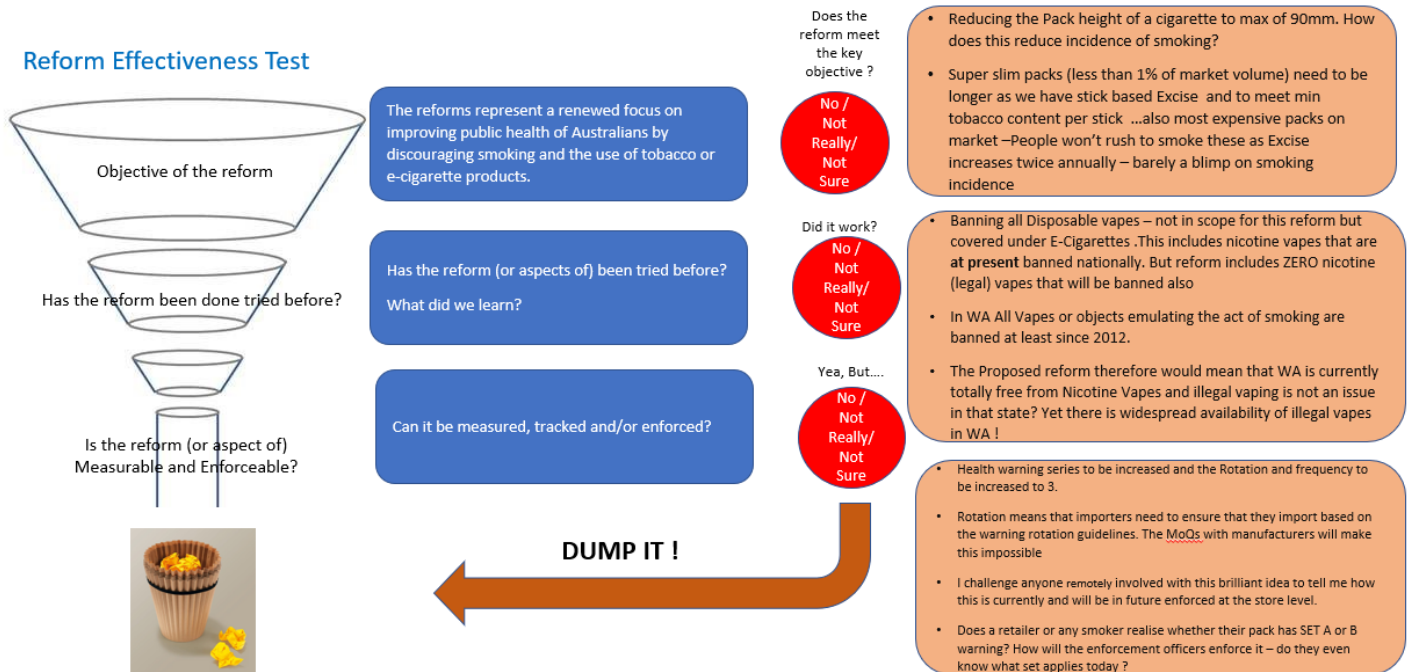 Reform Effectiveness Test
Objective of the reform
Has the reform been done tried before?
Is the reform (or aspect of)
Measurable and Enforceable?
The reforms represent a renewed focus on
improving public health of Australians by
discouraging smoking and the use of tobacco or
e-cigarette products.
Has the reform (or aspects of) been tried before?
What did we learn?
Can it be measured, tracked and/or enforced?
Does the
reform meet
the key
objective ?
No /
Not
Really/
Not
Sure
Did it work?
No /
Not
Really/
Not
Sure
Yea, But....
No /
Not
Really/
Not
Sure
• Reducing the Pack height of a cigarette to max of 90mm. How
does this reduce incidence of smoking?
• Super slim packs (less than 1% of market volume) need to be
longer as we have stick based Excise and to meet min
tobacco content per stick ...also most expensive packs on
market –People won't rush to smoke these as Excise
increases twice annually – barely a blimp on smoking
incidence
• Banning all Disposable vapes – not in scope for this reform but
covered under E-Cigarettes .This includes nicotine vapes that are
at present banned nationally. But reform includes ZERO nicotine
(legal) vapes that will be banned also
• In WA All Vapes or objects emulating the act of smoking are
banned at least since 2012.
• The Proposed reform therefore would mean that WA is currently
totally free from Nicotine Vapes and illegal vaping is not an issue
in that state? Yet there is widespread availability of illegal vapes
in WA !
• Health warning series to be increased and the Rotation and frequency to
be increased to 3.
• Rotation means that importers need to ensure that they import based on
the warning rotation guidelines. The MoQs with manufacturers will make
this impossible
• I challenge anyone remotely involved with this brilliant idea to tell me how
this is currently and will be in future enforced at the store level.
• Does a retailer or any smoker realise whether their pack has SET A or B
warning? How will the enforcement officers enforce it – do they even
know what set applies today ?
DUMP IT !